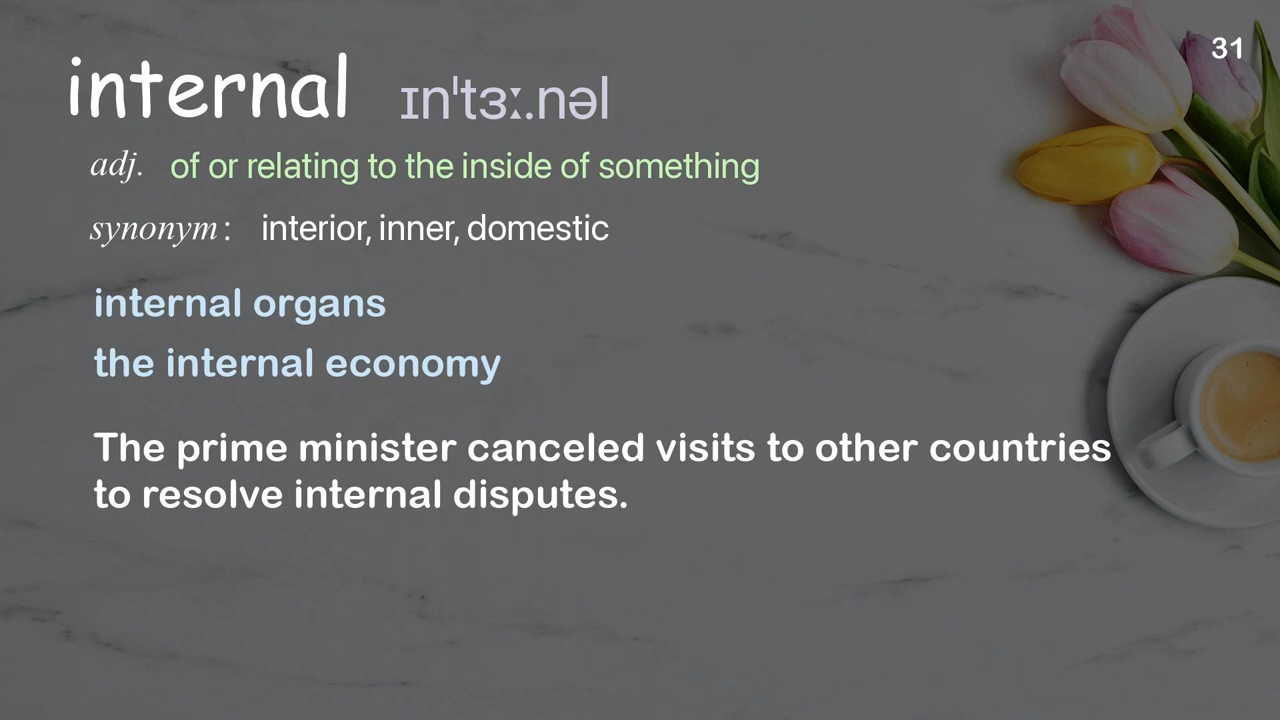 31
internal ɪnˈtɜː.nəl
adj. of or relating to the inside of something
synonym: interior, inner, domestic
internal organs
the internal economy
The prime minister canceled visits to other countries
to resolve internal disputes.